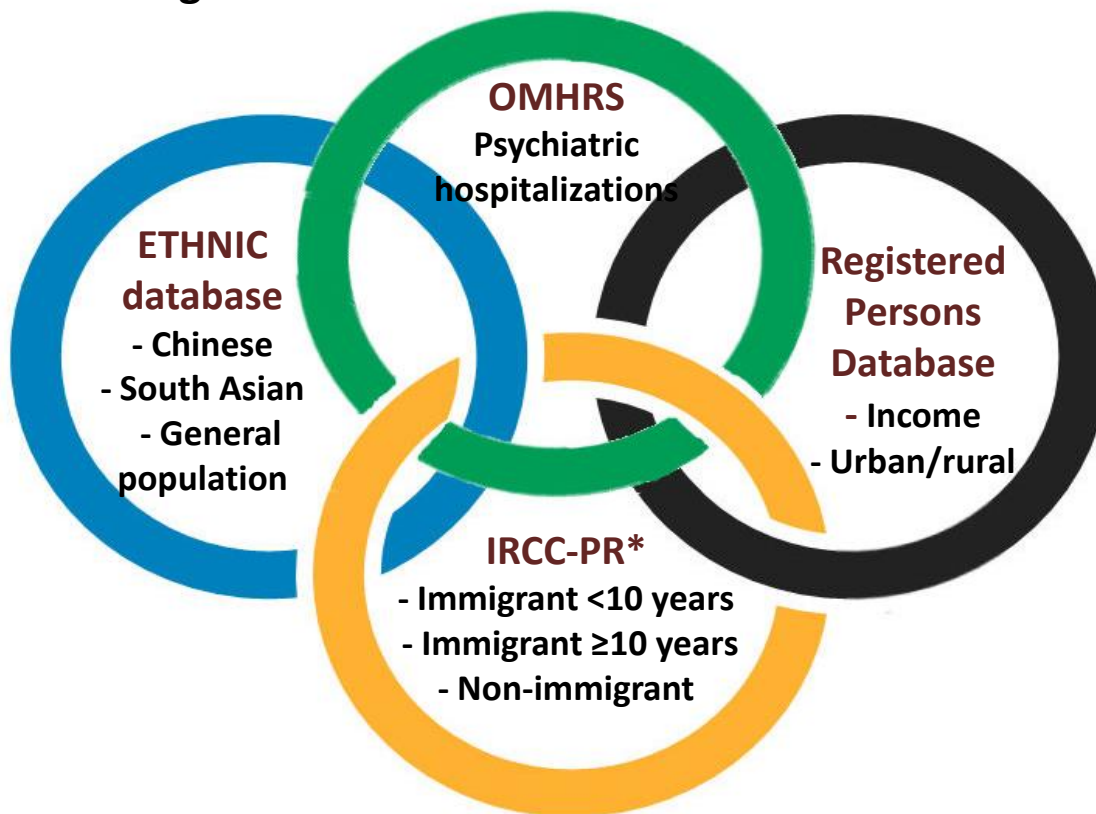 OMHRS
Psychiatric
hospitalizations
ETHNIC
database
- Chinese
- South Asian
- General
population
Registered
Persons
Database
- Income
- Urban/rural
IRCC-PR*
- Immigrant <10 years
- Immigrant ≥10 years
- Non-immigrant